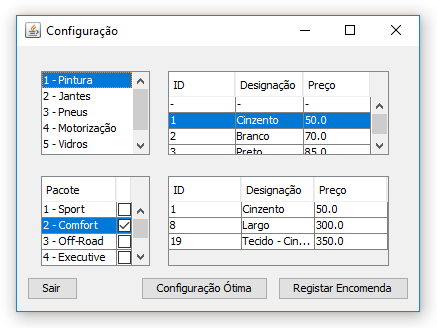 Configuração
1 - Pintura
2 - Jantes
3 - Pneus
4 - Motorização
5 - Vidros
ID Designação Preço
- - -
1 Cinzento 50.0
2 Branco 70.0
3 Preto 85.0
Pacote
1 - Sport
2 - Comfort
3 - Off-Road
4 - Executive
ID Designação Preço
1 Cinzento 50.0
8 Largo 300.0
19 Tecido - Cin... 350.0
Sair Configuração Ótima Registar Encomenda